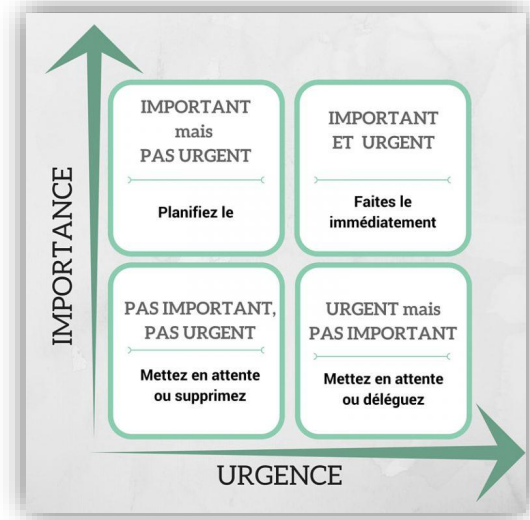 IMPORTANCE
IMPORTANT
mais
PAS URGENT
Planifiez le
IMPORTANT
ET URGENT
Faites le
immédiatement
PAS IMPORTANT,
PAS URGENT
Mettez en attente
ou supprimez
URGENT mais
PAS IMPORTANT
Mettez en attente
ou déléguez
URGENCE